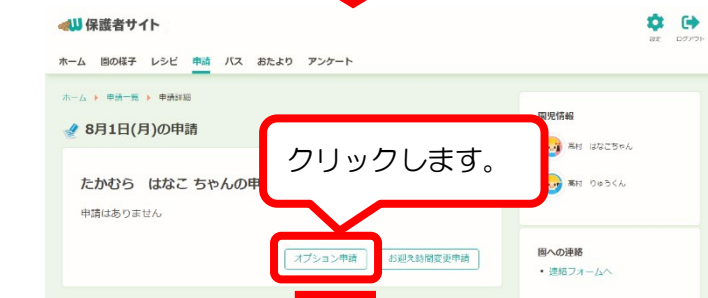 保護者サイト
設定 ログアウト
ホーム 園の様子 レシピ 申請 バス おたより アンケート
ホーム 申請一覧 申請詳細
8月1日(月)の申請
園児情報
クリックします。
高村 はなこちゃん
たかむら はなこ ちゃんの申
高村 りゅうくん
申請はありません
オプション申請 お迎え時間変更申請
園への連絡
・連絡フォームへ